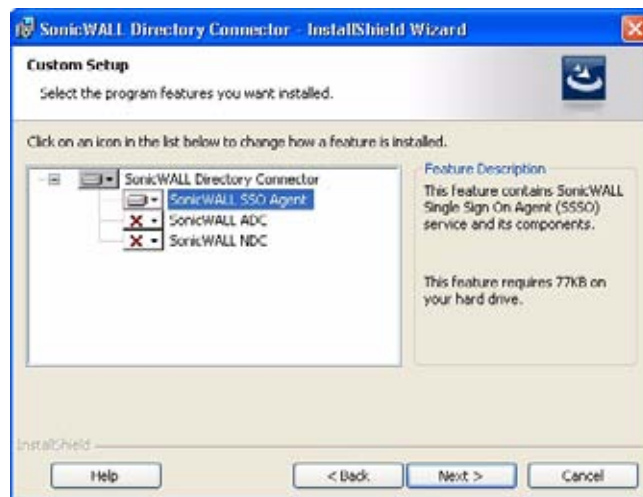 SonicWALL Directory Connector - InstallShield Wizard
Custom Setup
Select the program features you want installed.
Click on an icon in the list below to change how a feature is installed.
SonicWALL Directory Connector
SonicWALL SSO Agent
SonicWALL ADC
SonicWALL NDC
Feature Description
This feature contains SonicWALL
Single Sign On Agent (SSSO)
service and its components.
This feature requires 77KB on
your hard drive.
InstallShield
Help
< Back
Next >
Cancel